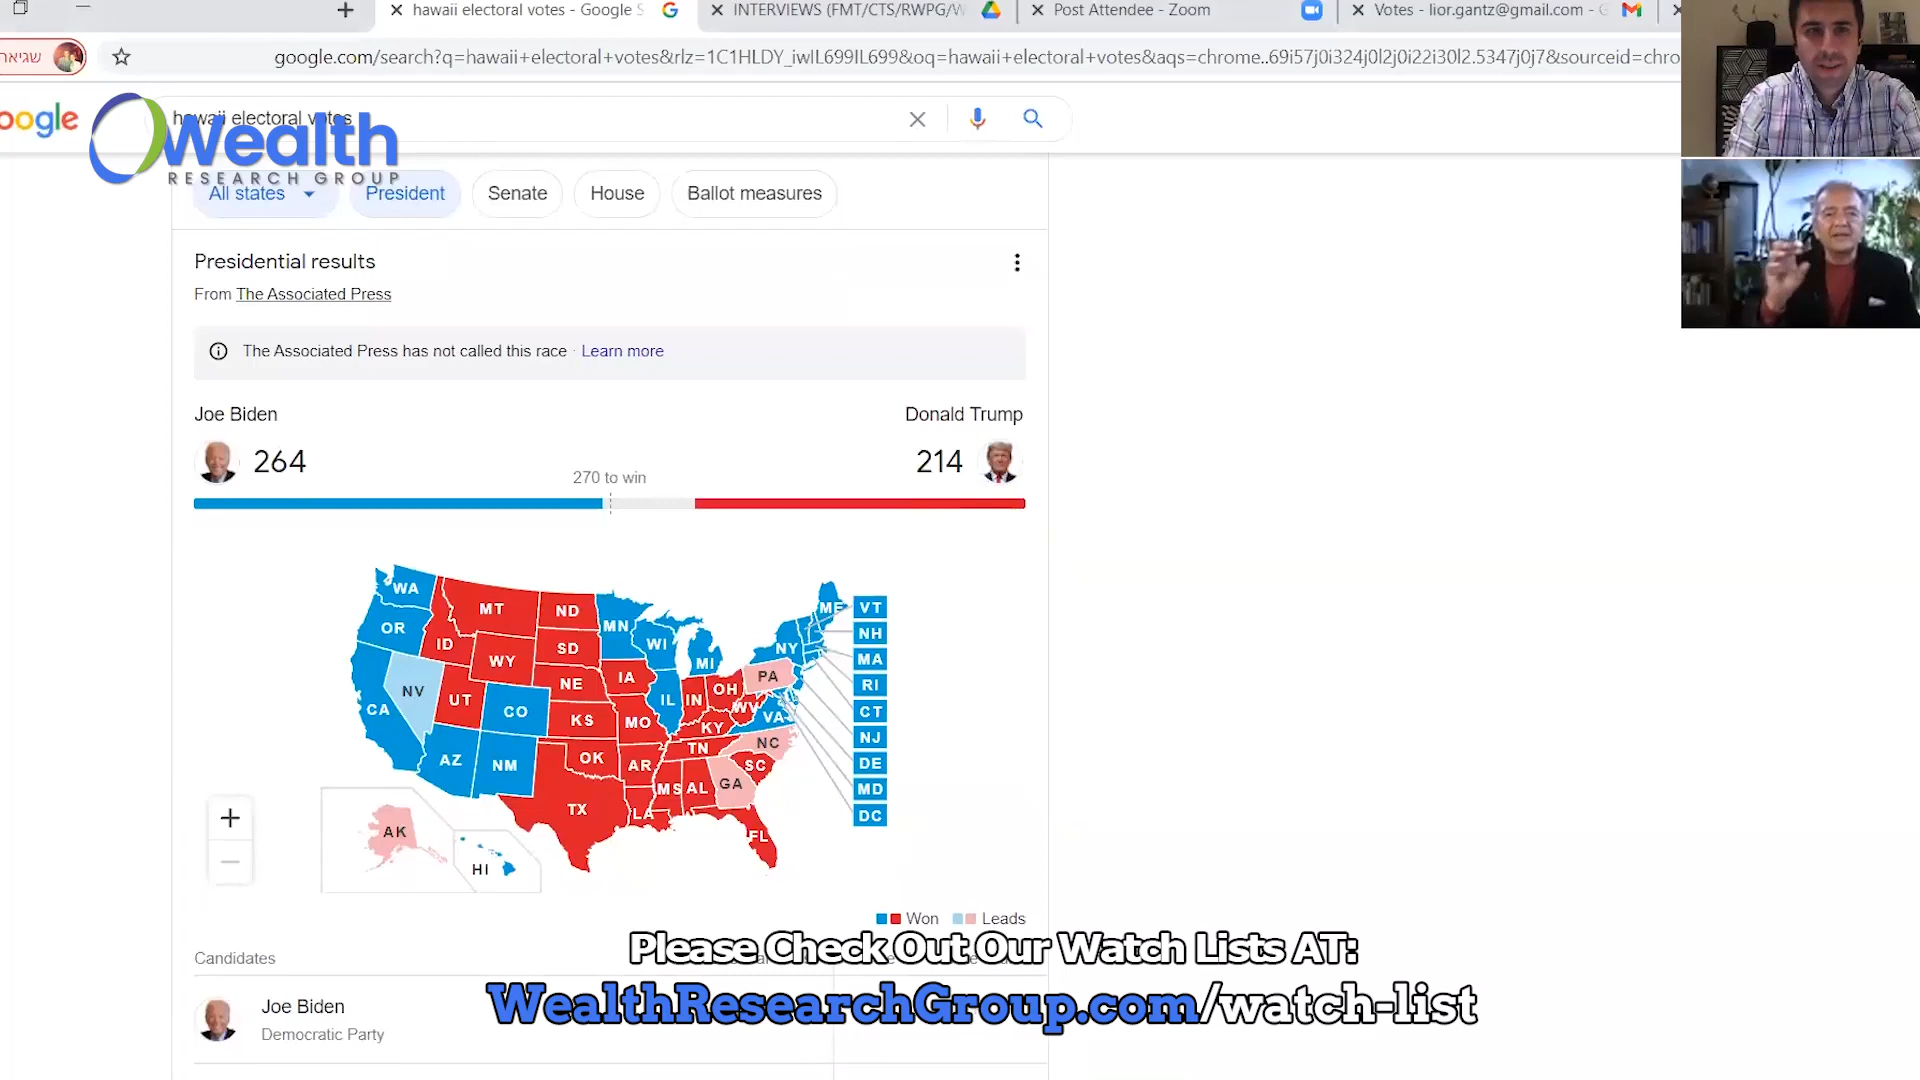 hawaii electoral votes - Google S
INTERVIEWS (FMT/CTS/RWPG/W
Post Attendee - Zoom
Votes - lior.gantz@gmail.com - G
שגיאה
google.com/search?q=hawaii+electoral+votes&rlz=1C1HLDY_iwIL699IL699&oq=hawaii+electoral+votes&aqs=chrome..69i57j0i324j0l2j0i22i30l2.5347j0j7&sourceid=chro
oogle
hawaii electoral votes
Wealth
RESEARCH GROUP
All states
President
Senate
House
Ballot measures
Presidential results
From The Associated Press
The Associated Press has not called this race · Learn more
Joe Biden
Donald Trump
264
214
270 to win
WA
MT
ND
MN
ME
VT
OR
ID
SD
WI
NH
WY
MI
NY
MA
NV
UT
NE
IA
PA
RI
CA
CO
KS
MO
IL
IN
OH
WV
VA
CT
KY
NJ
AZ
NM
OK
AR
TN
NC
DE
SC
TX
LA
MS
AL
GA
MD
DC
FL
AK
HI
Won
Leads
Candidates
Please Check Out Our Watch Lists AT:
WealthResearchGroup.com/watch-list
Joe Biden
Democratic Party